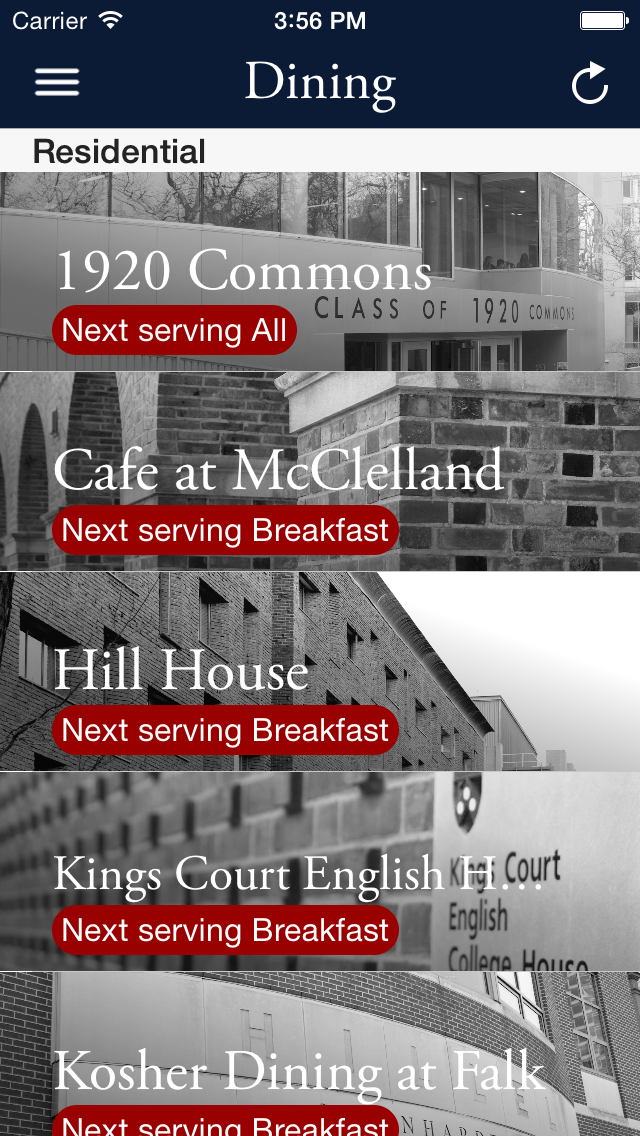 Carrier 3:56 PM
Dining
Residential
1920 Commons
CLASS OF 1920 COMMONS
Next serving All
Cafe at McClelland
Next serving Breakfast
Hill House
Next serving Breakfast
Kings Court English H...
Kings Court
English
College House
Next serving Breakfast
HILLEL
Kosher Dining at Falk
Next serving Breakfast